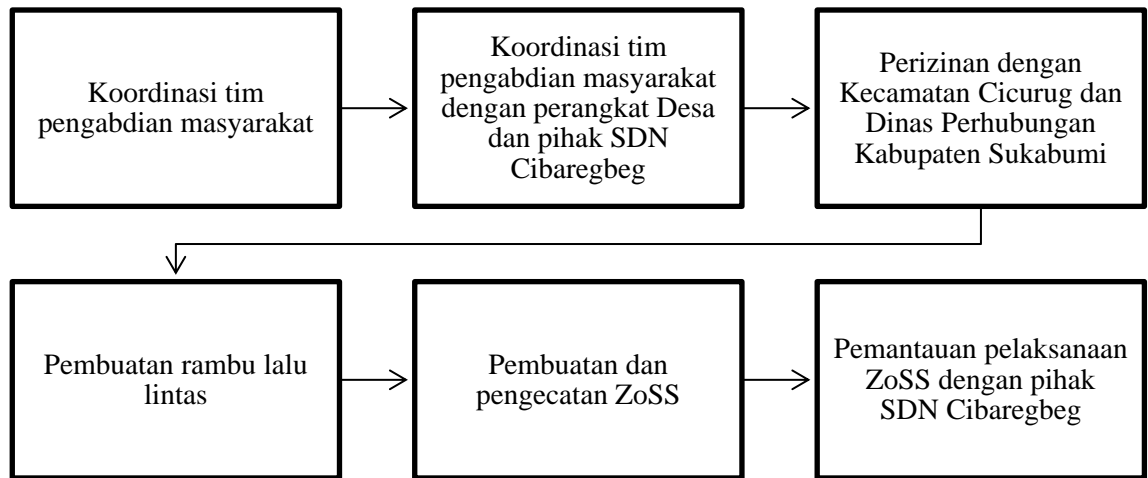 Koordinasi tim
pengabdian masyarakat
Koordinasi tim
pengabdian masyarakat
dengan perangkat Desa
dan pihak SDN
Cibaregbeg
Perizinan dengan
Kecamatan Cicurug dan
Dinas Perhubungan
Kabupaten Sukabumi
Pembuatan rambu lalu
lintas
Pembuatan dan
pengecatan ZoSS
Pemantauan pelaksanaan
ZoSS dengan pihak
SDN Cibaregbeg